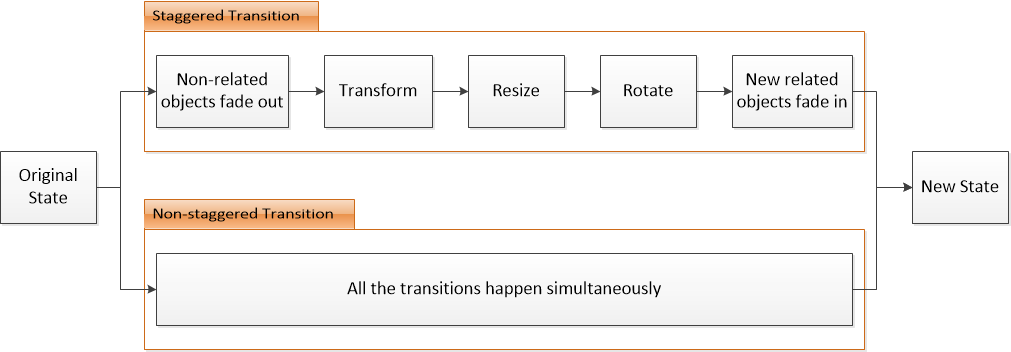 Staggered Transition
Non-related
objects fade out
Transform
Resize
Rotate
New related
objects fade in
Original
State
New State
Non-staggered Transition
All the transitions happen simultaneously